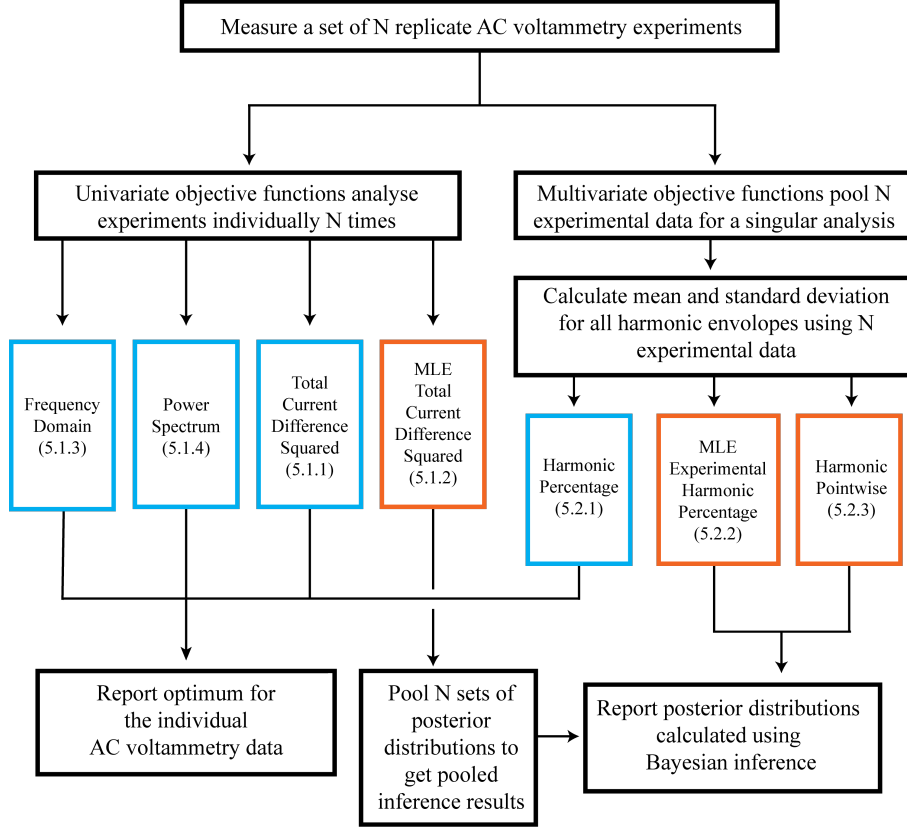 Measure a set of N replicate AC voltammetry experiments
Univariate objective functions analyse
experiments individually N times
Multivariate objective functions pool N
experimental data for a singular analysis
Calculate mean and standard deviation
for all harmonic envolopes using N
experimental data
Frequency
Domain
(5.1.3)
Power
Spectrum
(5.1.4)
Total
Current
Difference
Squared
(5.1.1)
MLE
Total
Current
Difference
Squared
(5.1.2)
Harmonic
Percentage
(5.2.1)
MLE
Experimental
Harmonic
Percentage
(5.2.2)
Harmonic
Pointwise
(5.2.3)
Report optimum for
the individual
AC voltammetry data
Pool N sets of
posterior
distributions to
get pooled
inference results
Report posterior distributions
calculated using
Bayesian inference